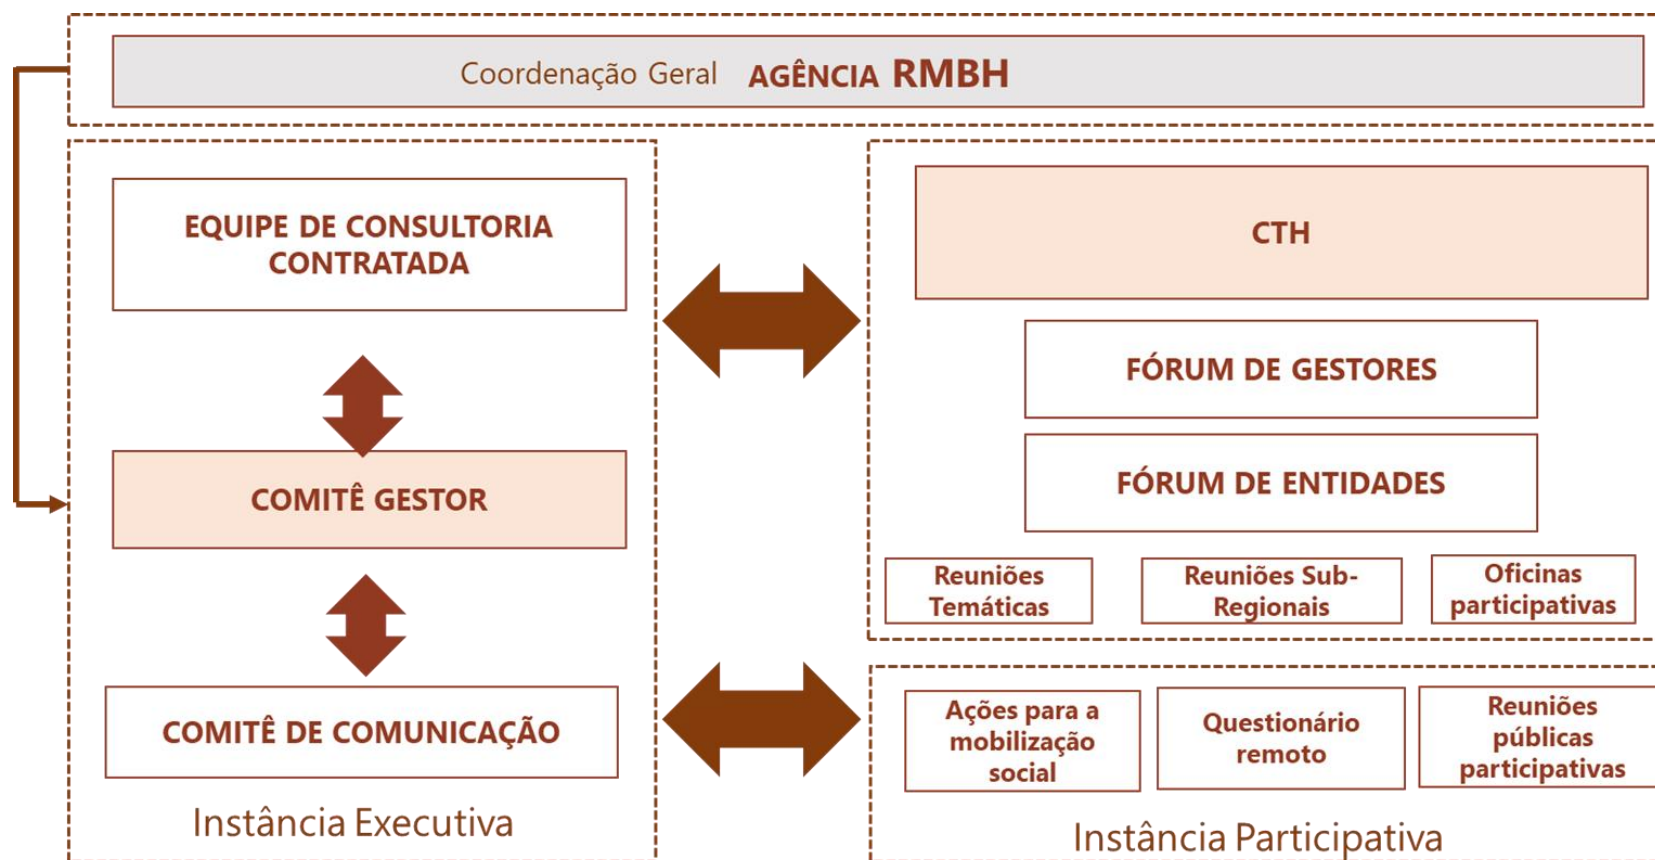 Coordenação Geral AGÊNCIA RMBH
EQUIPE DE CONSULTORIA
CONTRATADA
COMITÊ GESTOR
COMITÊ DE COMUNICAÇÃO
Instância Executiva
CTH
FÓRUM DE GESTORES
FÓRUM DE ENTIDADES
Reuniões
Temáticas
Reuniões Sub-
Regionais
Oficinas
participativas
Ações para a
mobilização
social
Questionário
remoto
Reuniões
públicas
participativas
Instância Participativa